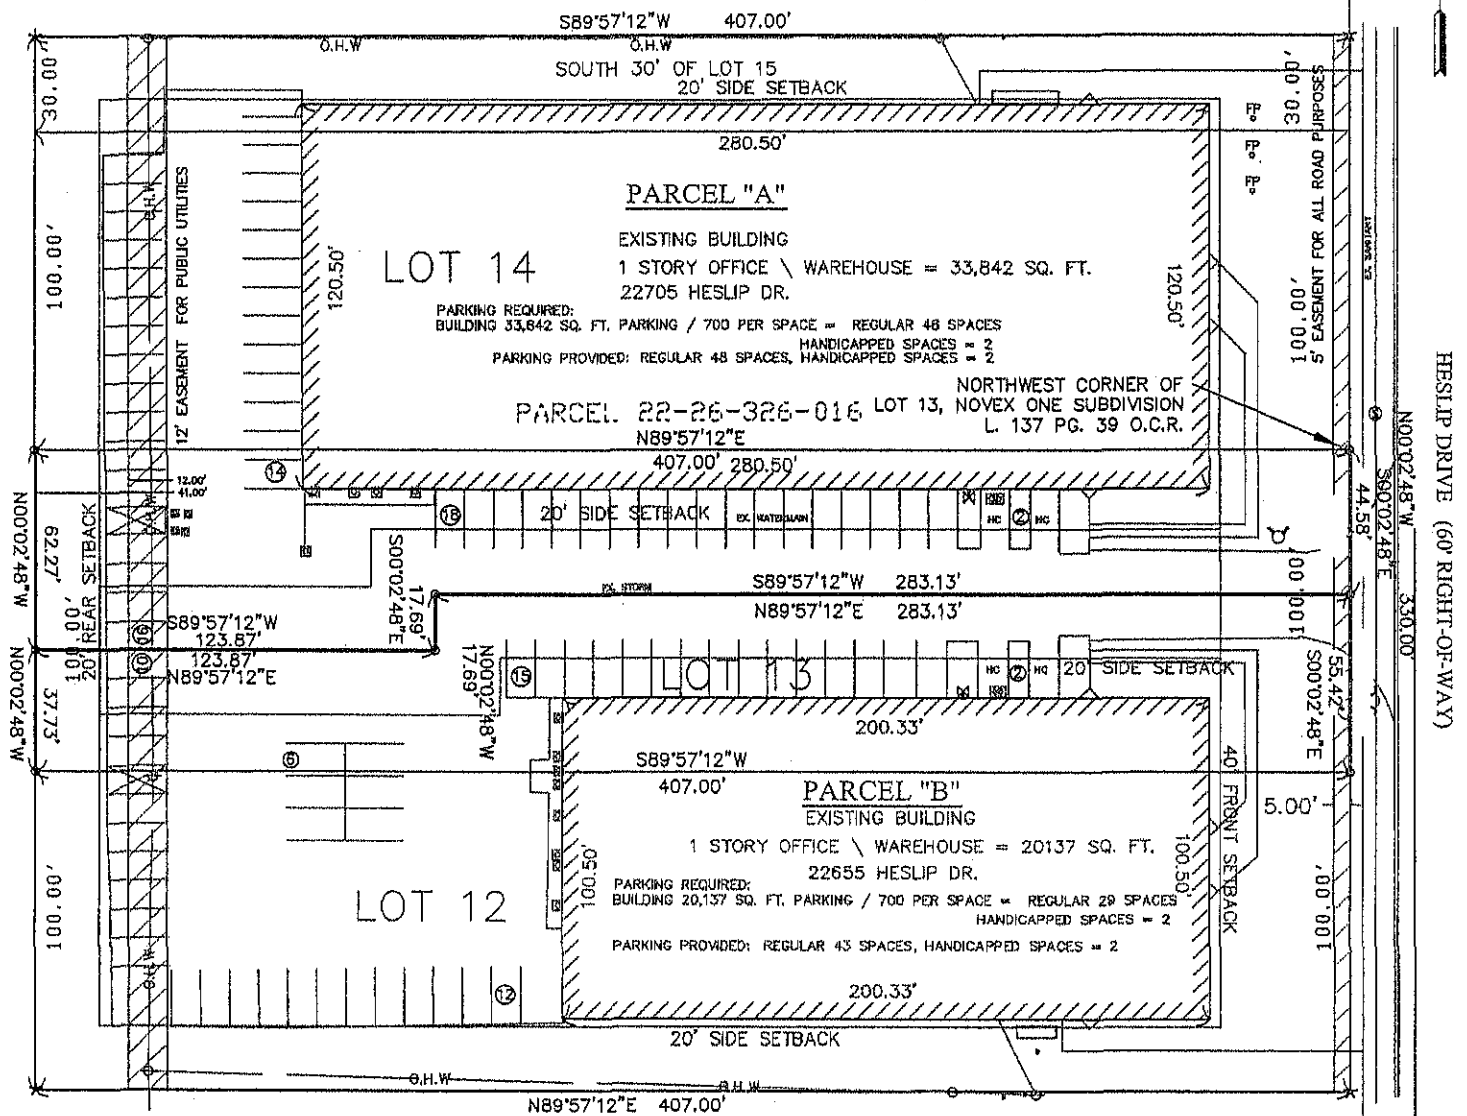 S89°57'12"W 407.00'
O.H.W
O.H.W
SOUTH 30' OF LOT 15
20' SIDE SETBACK
30.00'
30.00'
280.50'
PARCEL "A"
EXISTING BUILDING
LOT 14
1 STORY OFFICE \ WAREHOUSE = 33,842 SQ. FT.
22705 HESLIP DR.
PARKING REQUIRED:
BUILDING 33,842 SQ. FT. PARKING / 700 PER SPACE = REGULAR 48 SPACES
HANDICAPPED SPACES = 2
PARKING PROVIDED: REGULAR 48 SPACES, HANDICAPPED SPACES = 2
120.50'
120.50'
100.00'
100.00'
12' EASEMENT FOR PUBLIC UTILITIES
5' EASEMENT FOR ALL ROAD PURPOSES
O.H.W
NORTHWEST CORNER OF
LOT 13, NOVEX ONE SUBDIVISION
L. 137 PG. 39 O.C.R.
PARCEL 22-26-326-016
N89°57'12"E
407.00' 280.50'
HESLIP DRIVE (60' RIGHT-OF-WAY)
N00°02'48"W 330.00'
S00°02'48"E
44.58'
14
12.00'
41.00'
18
20' SIDE SETBACK
EX. WATERMAIN
HC
2
HC
N00°02'48"W
62.27'
20' REAR SETBACK
100.00'
100.00'
S00°02'48"E
17.69'
EX. STORM
S89°57'12"W 283.13'
N89°57'12"E 283.13'
S89°57'12"W
123.87'
123.87'
N89°57'12"E
16
10
N00°02'48"W
17.69'
15
LOT 13
HC
2
HC
20' SIDE SETBACK
55.42'
S00°02'48"E
N00°02'48"W
37.73'
200.33'
6
S89°57'12"W
407.00'
PARCEL "B"
EXISTING BUILDING
1 STORY OFFICE \ WAREHOUSE = 20137 SQ. FT.
22655 HESLIP DR.
PARKING REQUIRED:
BUILDING 20,137 SQ. FT. PARKING / 700 PER SPACE = REGULAR 29 SPACES
HANDICAPPED SPACES = 2
PARKING PROVIDED: REGULAR 43 SPACES, HANDICAPPED SPACES = 2
100.50'
100.50'
40' FRONT SETBACK
5.00'
LOT 12
100.00'
100.00'
O.H.W
12
200.33'
20' SIDE SETBACK
O.H.W
O.H.W
N89°57'12"E 407.00'